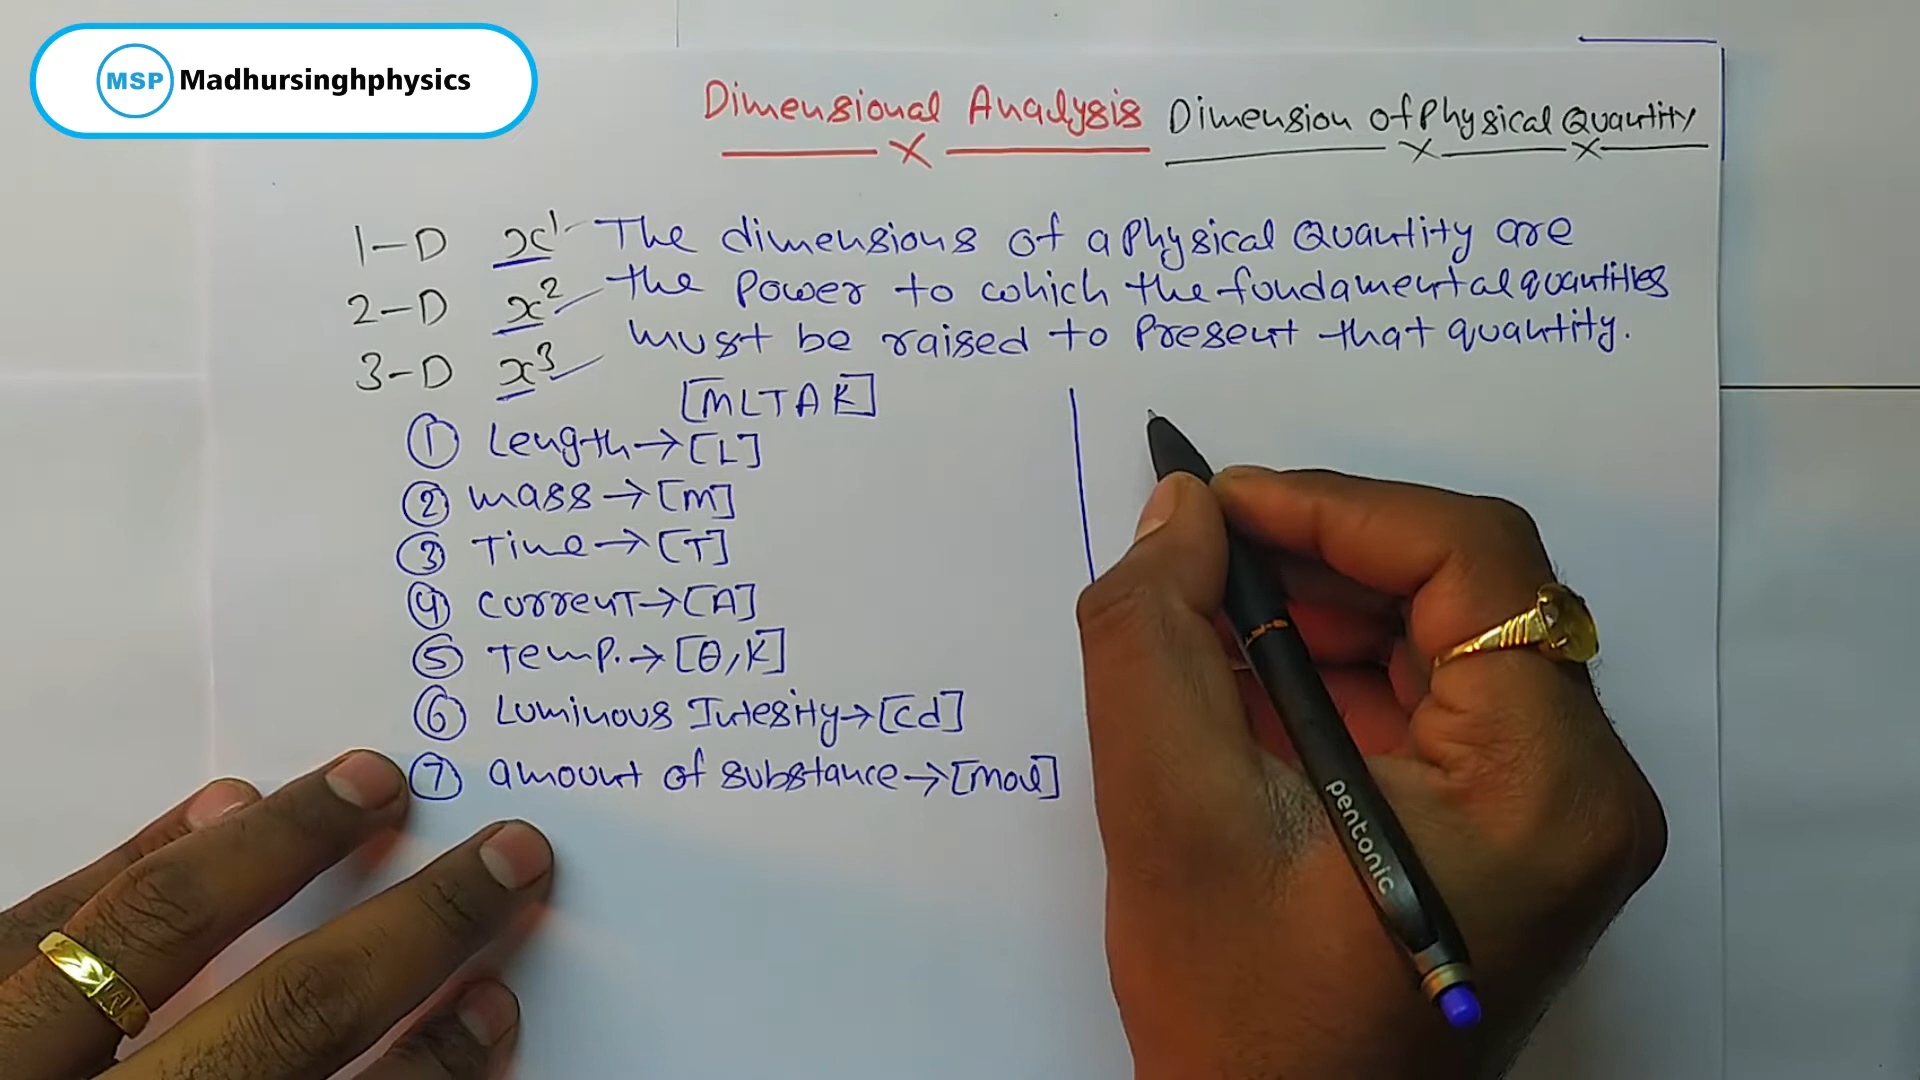 MSP Madhursinghphysics
Dimensional Analysis Dimension of Physical Quantity
1-D x¹ The dimensions of a Physical Quantity are
2-D x² the power to which the fundamental quantities
3-D x³ must be raised to Present that quantity.
[MLTAK]
① Length→[L]
② mass→[M]
③ Time→[T]
④ Current→[A]
⑤ Temp.→[θ,K]
⑥ Luminous Intesity→[Cd]
⑦ amount of substance→[mol]
pentonic